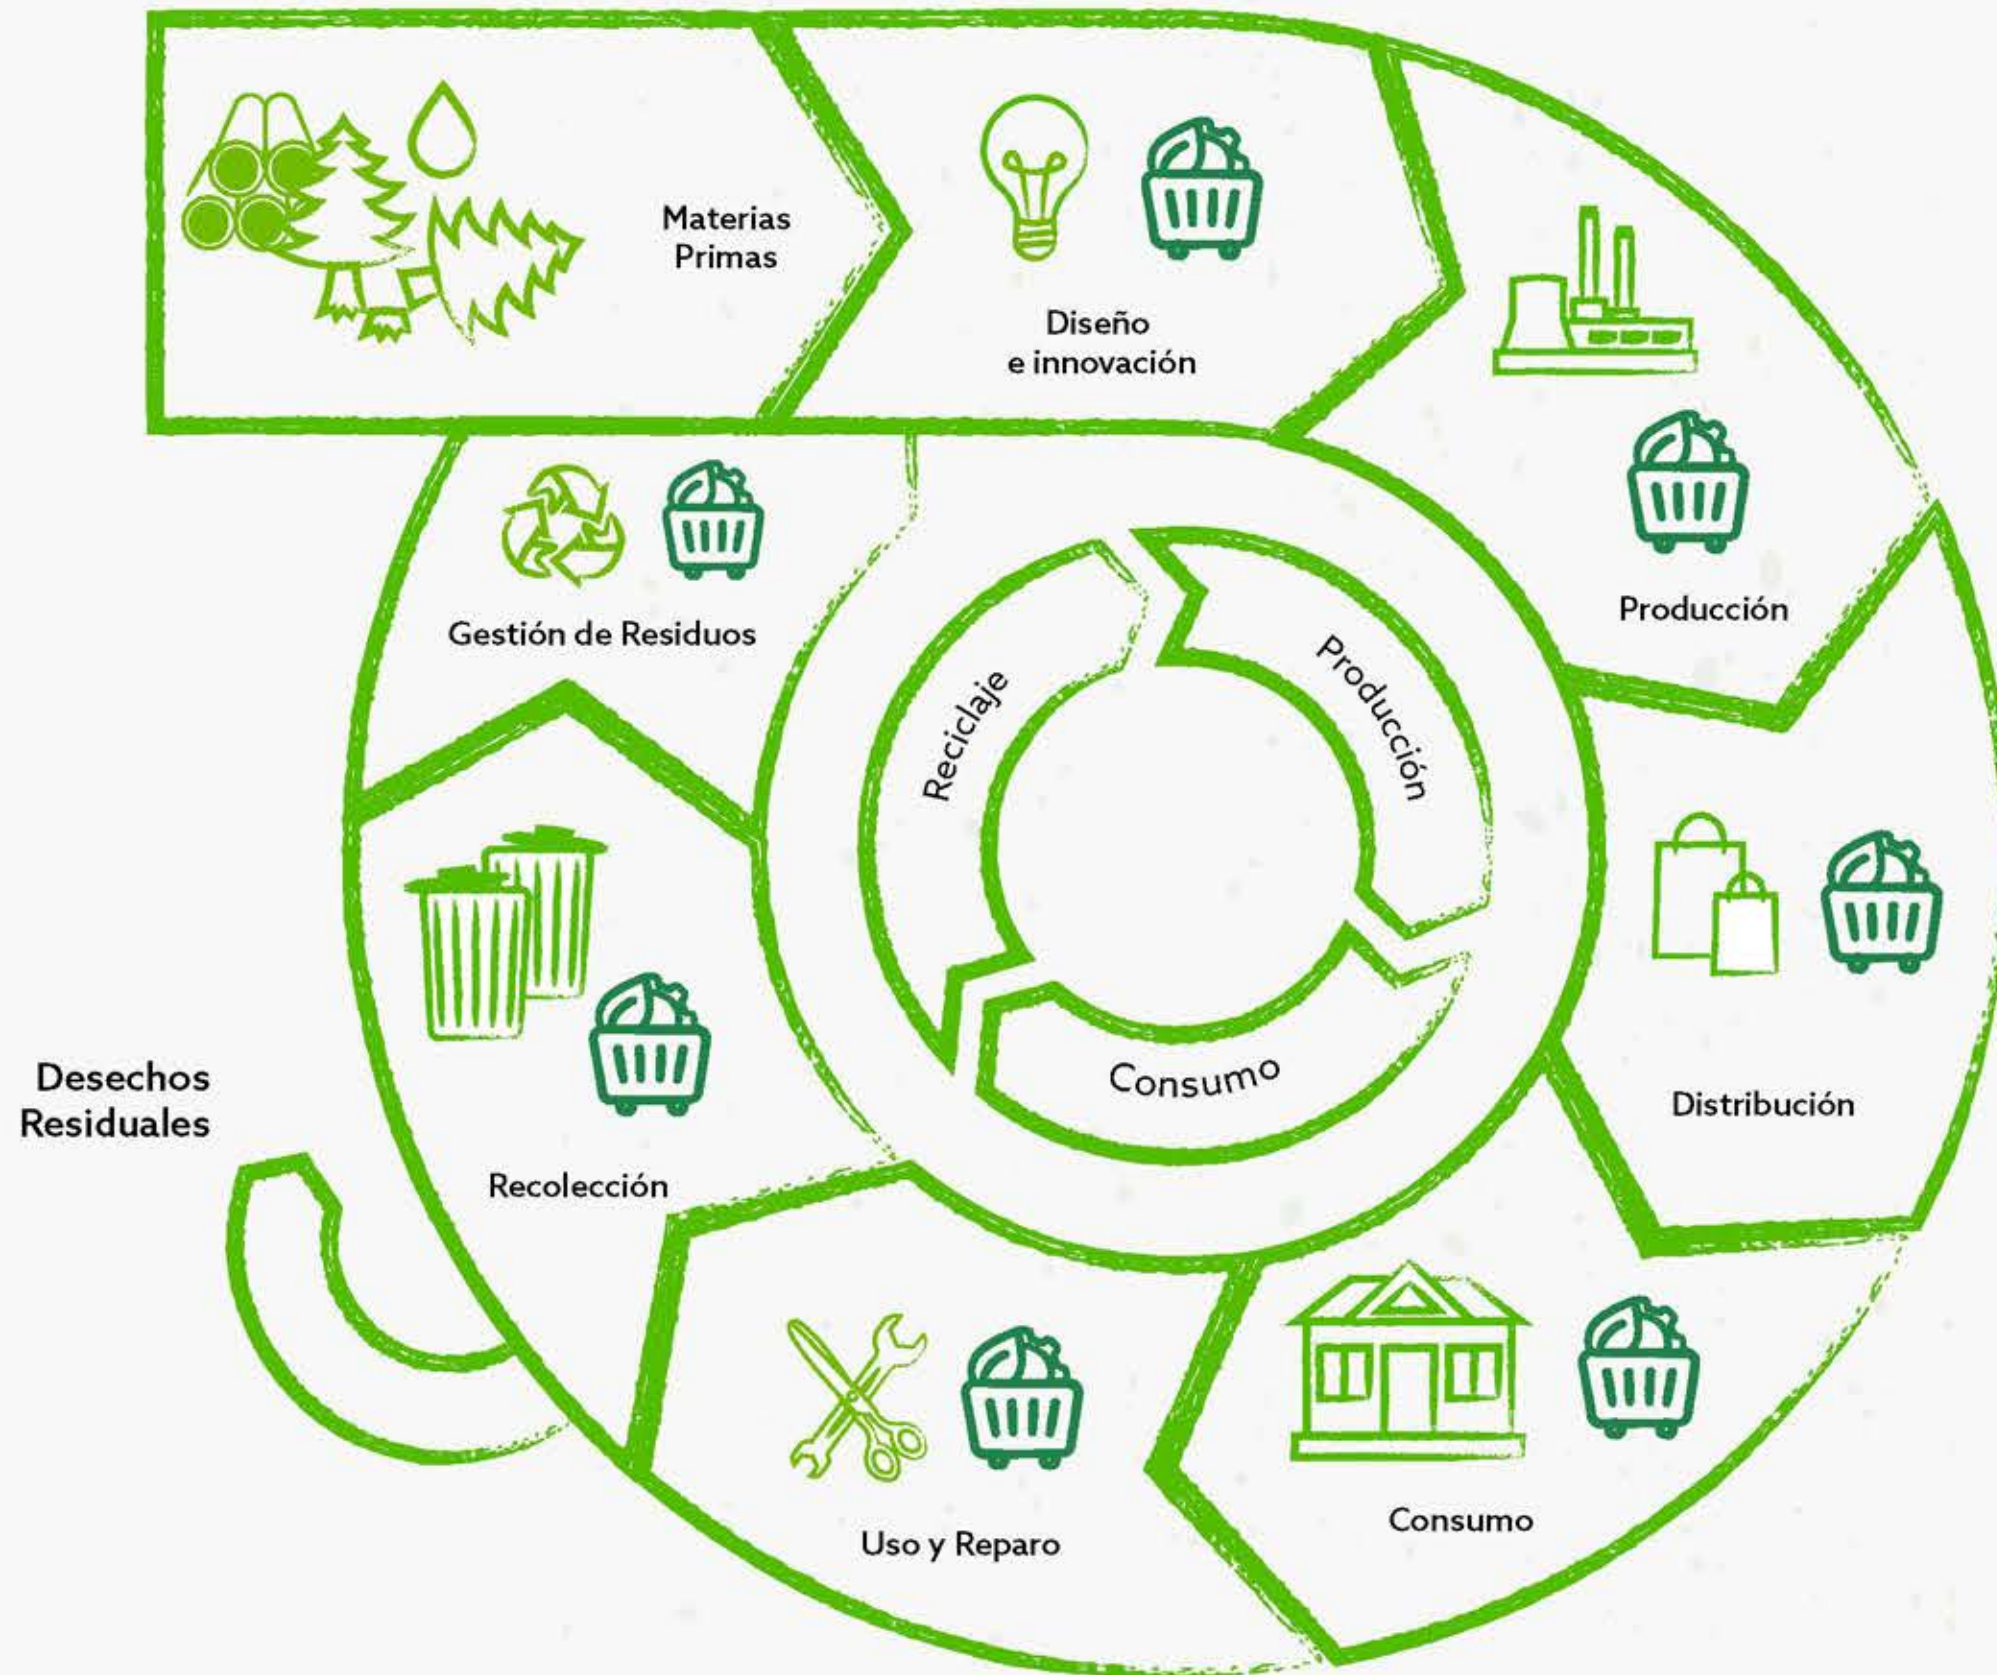 Materias
Primas
Diseño
e innovación
Producción
Distribución
Consumo
Uso y Reparo
Recolección
Gestión de Residuos
Desechos
Residuales
Producción
Consumo
Reciclaje